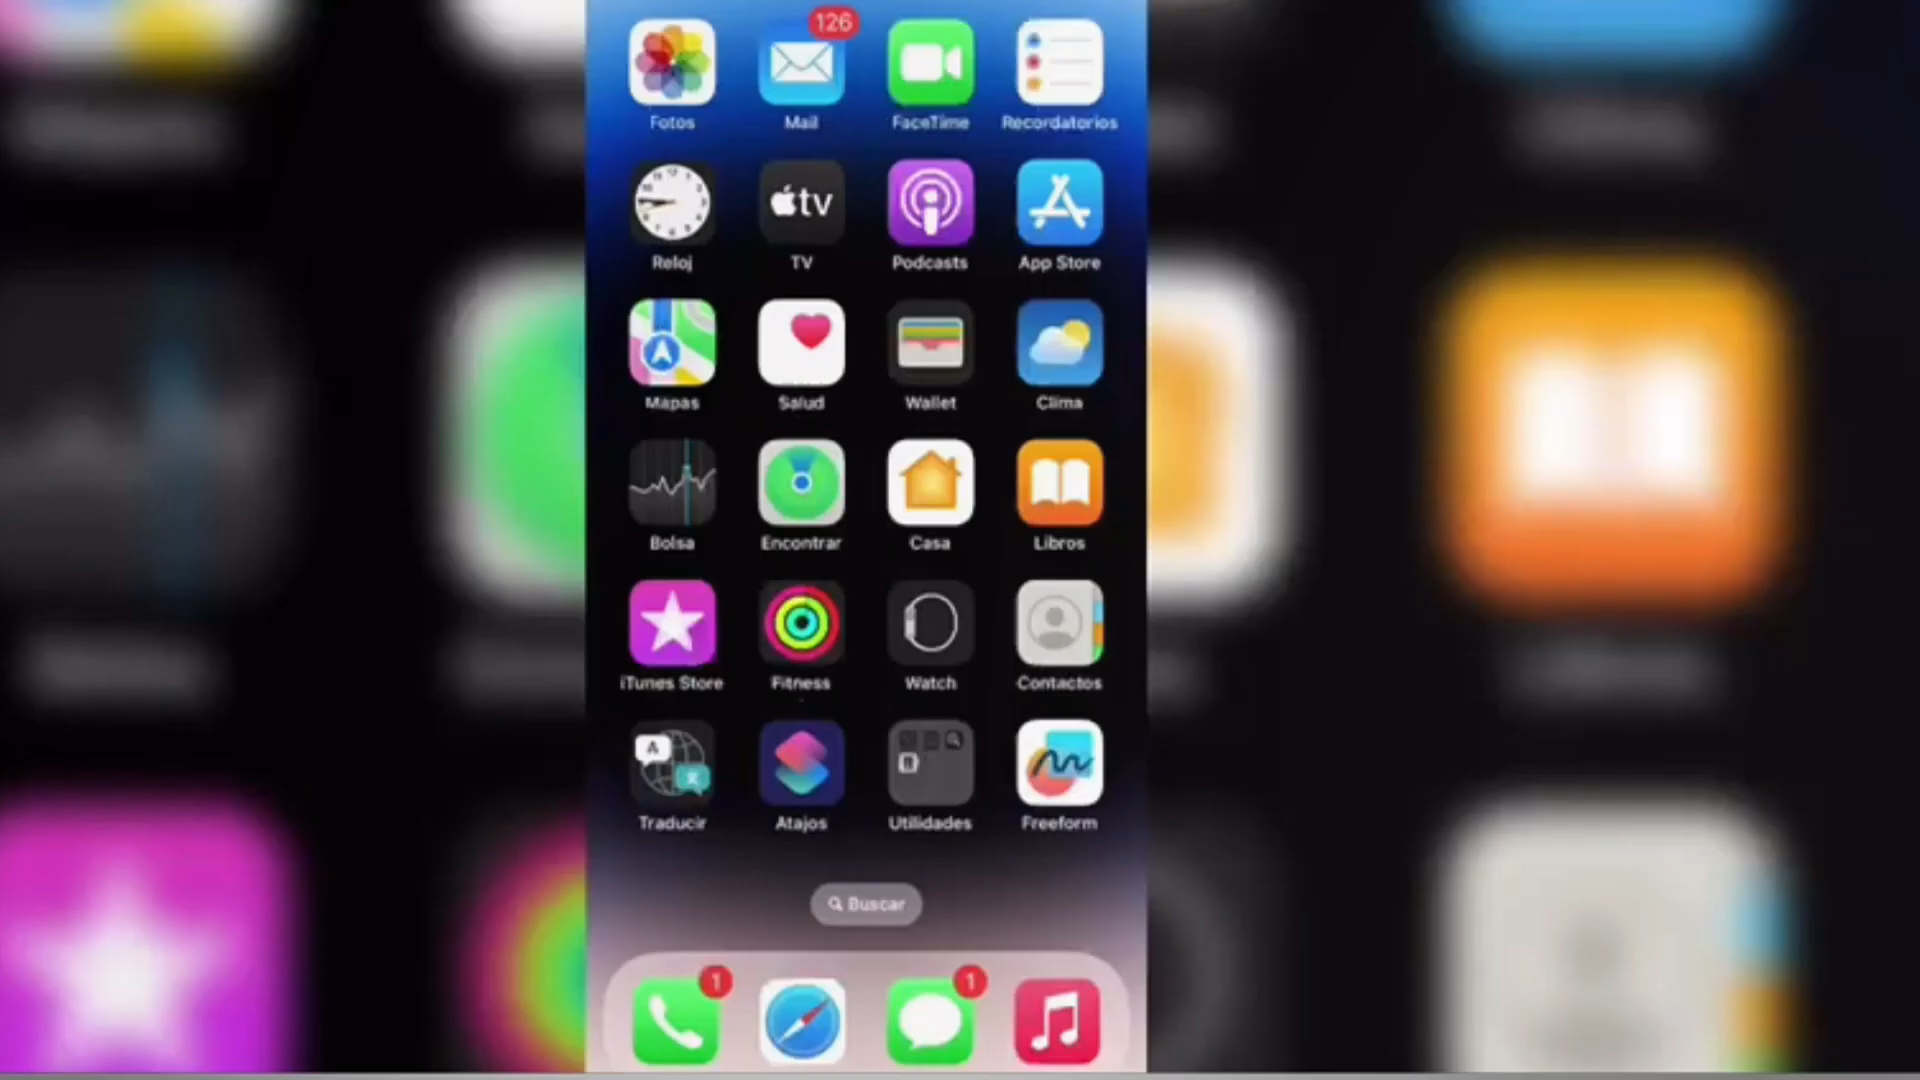 126
Fotos Mail FaceTime Recordatorios
tv
Reloj TV Podcasts App Store
Mapas Salud Wallet Clima
Bolsa Encontrar Casa Libros
iTunes Store Fitness Watch Contactos
A
Traducir Atajos Utilidades Freeform
Buscar
1 1